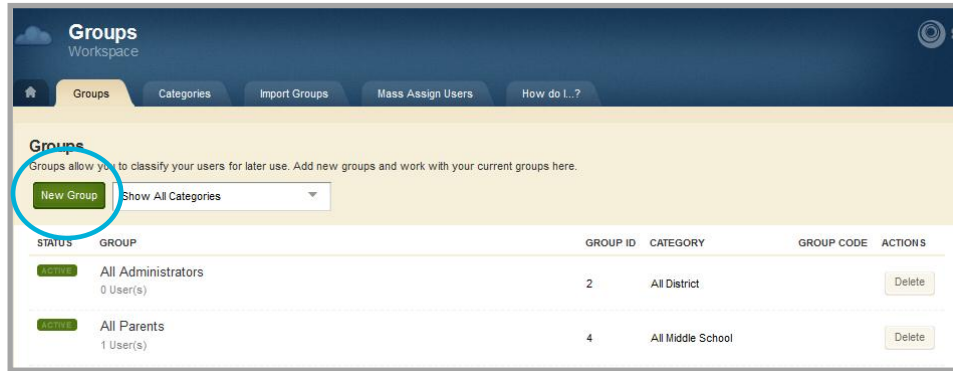 Groups
Workspace
Groups Categories Import Groups Mass Assign Users How do I...?
Groups
Groups allow you to classify your users for later use. Add new groups and work with your current groups here.
New Group Show All Categories
STATUS GROUP GROUP ID CATEGORY GROUP CODE ACTIONS
ACTIVE All Administrators 2 All District Delete
0 User(s)
ACTIVE All Parents 4 All Middle School Delete
1 User(s)